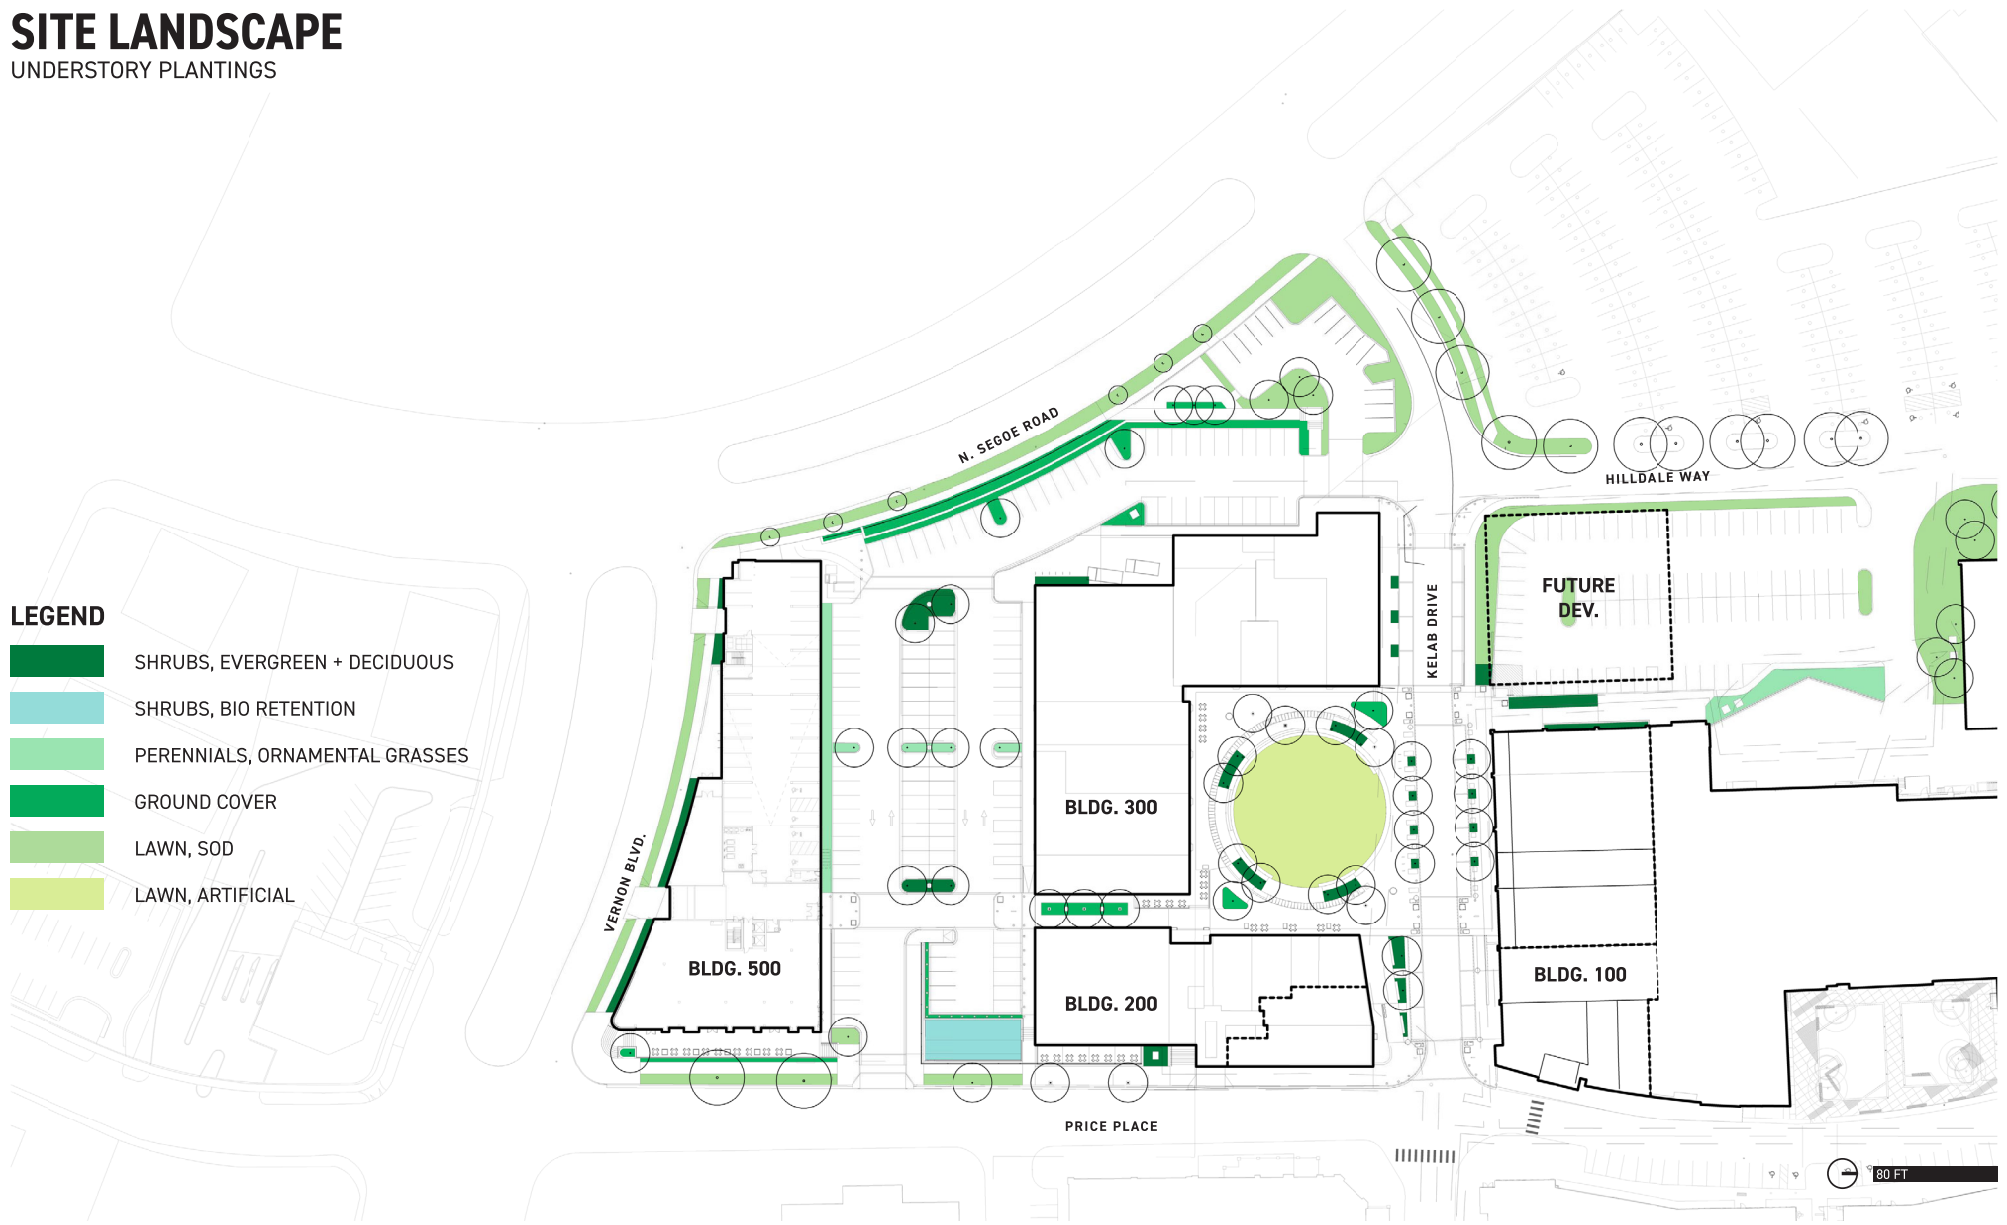 SITE LANDSCAPE
UNDERSTORY PLANTINGS
N. SEGOE ROAD
HILLDALE WAY
KELAB DRIVE
FUTURE
DEV.
LEGEND
SHRUBS, EVERGREEN + DECIDUOUS
SHRUBS, BIO RETENTION
PERENNIALS, ORNAMENTAL GRASSES
GROUND COVER
LAWN, SOD
LAWN, ARTIFICIAL
VERNON BLVD.
BLDG. 300
BLDG. 500
BLDG. 200
BLDG. 100
PRICE PLACE
80 FT